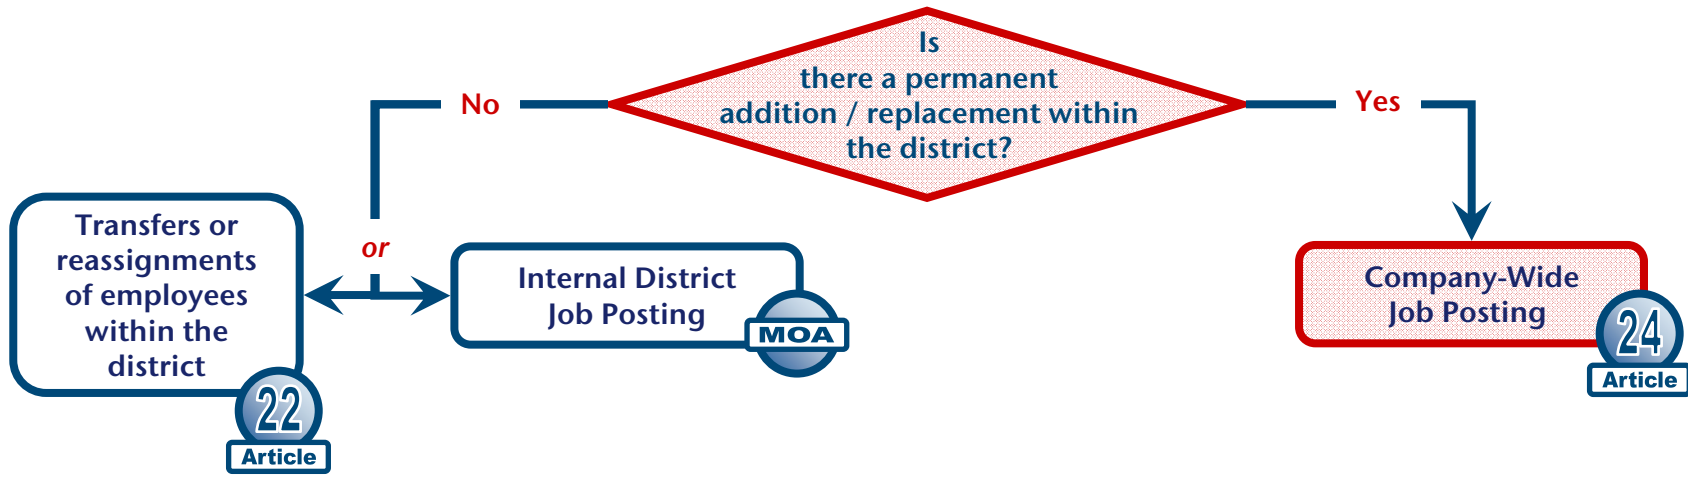 Is
there a permanent
addition / replacement within
the district?
No
Yes
Transfers or
reassignments
of employees
within the
district
22
Article
or
Internal District
Job Posting
MOA
Company-Wide
Job Posting
24
Article